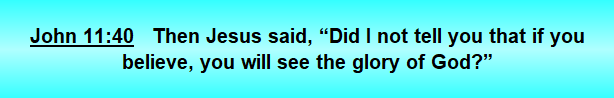 John 11:40 Then Jesus said, “Did I not tell you that if you
believe, you will see the glory of God?”